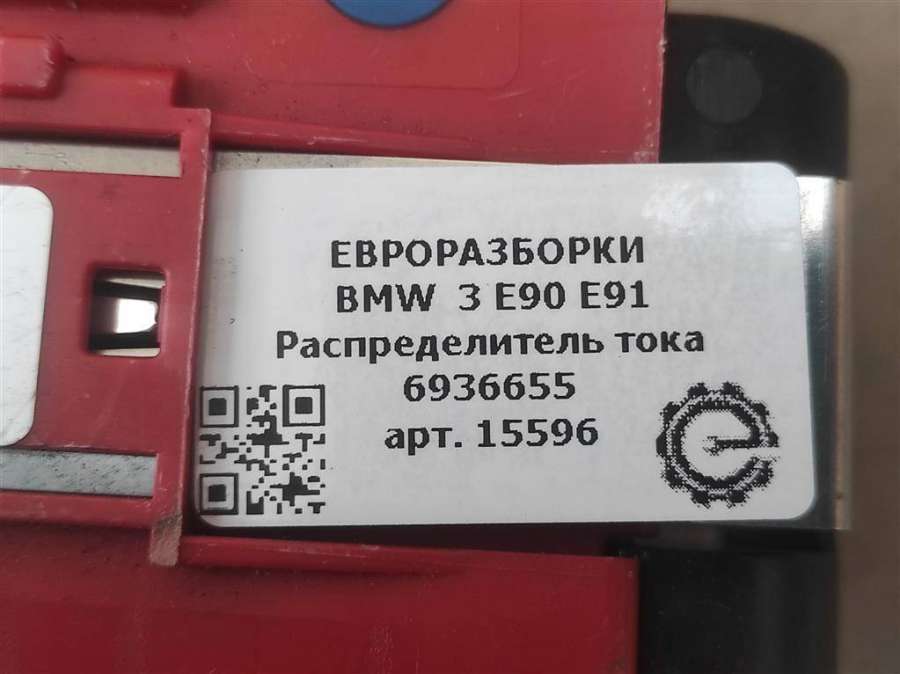 ЕВРОРАЗБОРКИ
BMW 3 E90 E91
Распределитель тока
6936655
арт. 15596